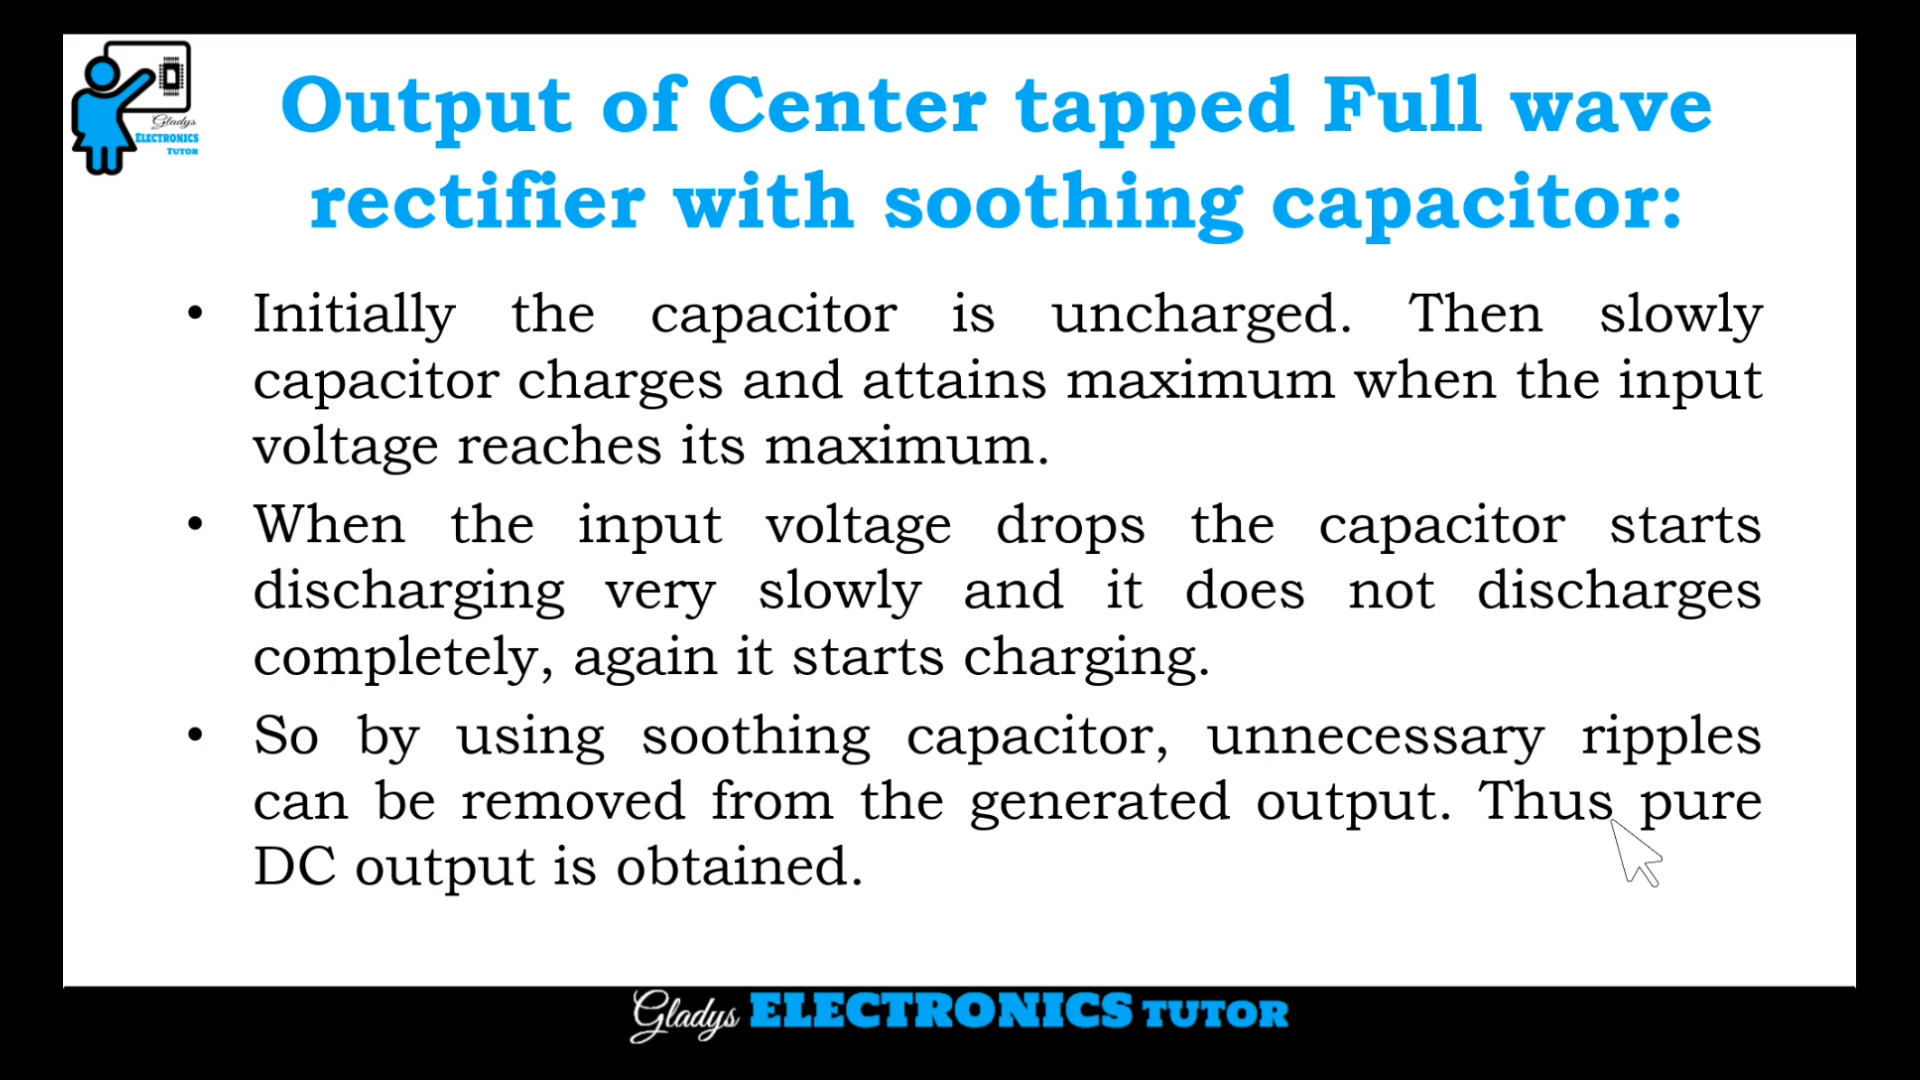 Gladys
ELECTRONICS
TUTOR
Output of Center tapped Full wave
rectifier with soothing capacitor:
• Initially the capacitor is uncharged. Then slowly
capacitor charges and attains maximum when the input
voltage reaches its maximum.
• When the input voltage drops the capacitor starts
discharging very slowly and it does not discharges
completely, again it starts charging.
• So by using soothing capacitor, unnecessary ripples
can be removed from the generated output. Thus pure
DC output is obtained.
Gladys ELECTRONICS TUTOR